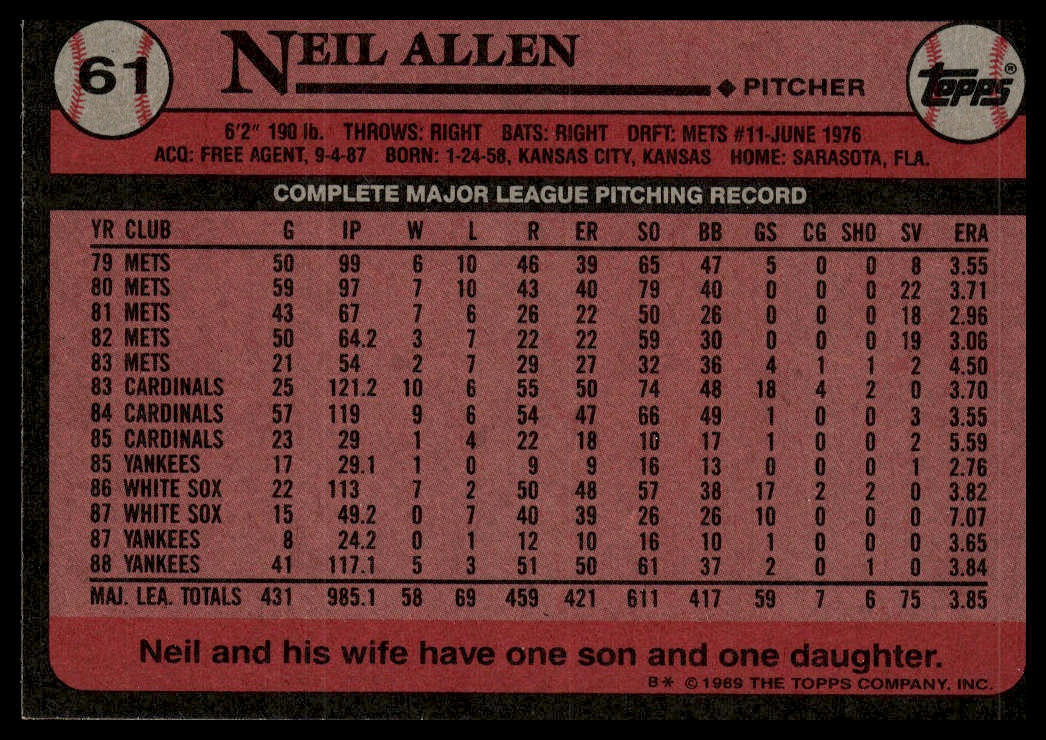 61
NEIL ALLEN
PITCHER
topps®
6'2" 190 lb. THROWS: RIGHT BATS: RIGHT DRFT: METS #11-JUNE 1976
ACQ: FREE AGENT, 9-4-87 BORN: 1-24-58, KANSAS CITY, KANSAS HOME: SARASOTA, FLA.
COMPLETE MAJOR LEAGUE PITCHING RECORD
YR CLUB G IP W L R ER SO BB GS CG SHO SV ERA
79 METS 50 99 6 10 46 39 65 47 5 0 0 8 3.55
80 METS 59 97 7 10 43 40 79 40 0 0 0 22 3.71
81 METS 43 67 7 6 26 22 50 26 0 0 0 18 2.96
82 METS 50 64.2 3 7 22 22 59 30 0 0 0 19 3.06
83 METS 21 54 2 7 29 27 32 36 4 1 1 2 4.50
83 CARDINALS 25 121.2 10 6 55 50 74 48 18 4 2 0 3.70
84 CARDINALS 57 119 9 6 54 47 66 49 1 0 0 3 3.55
85 CARDINALS 23 29 1 4 22 18 10 17 1 0 0 2 5.59
85 YANKEES 17 29.1 1 0 9 9 16 13 0 0 0 1 2.76
86 WHITE SOX 22 113 7 2 50 48 57 38 17 2 2 0 3.82
87 WHITE SOX 15 49.2 0 7 40 39 26 26 10 0 0 0 7.07
87 YANKEES 8 24.2 0 1 12 10 16 10 1 0 0 0 3.65
88 YANKEES 41 117.1 5 3 51 50 61 37 2 0 1 0 3.84
MAJ. LEA. TOTALS 431 985.1 58 69 459 421 611 417 59 7 6 75 3.85
Neil and his wife have one son and one daughter.
B* ©1989 THE TOPPS COMPANY, INC.